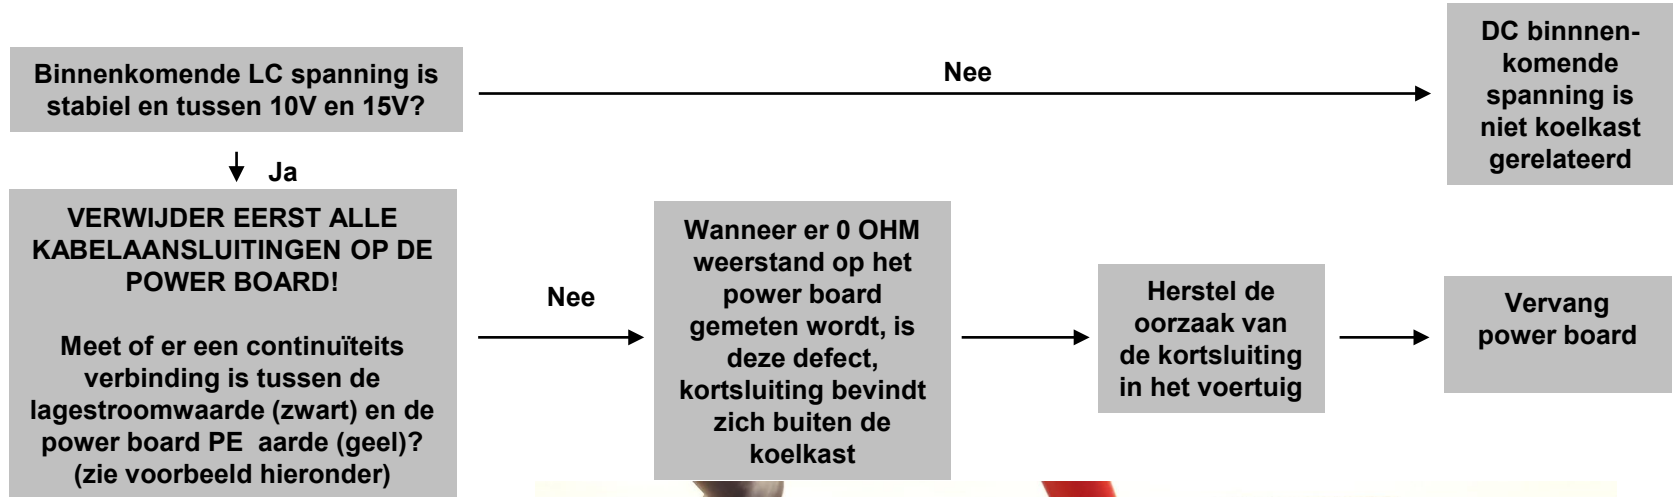 Binnenkomende LC spanning is
stabiel en tussen 10V en 15V?
Nee
DC binnnen-
komende
spanning is
niet koelkast
gerelateerd
Ja
VERWIJDER EERST ALLE
KABELAANSLUITINGEN OP DE
POWER BOARD!
Meet of er een continuïteits
verbinding is tussen de
lagestroomwaarde (zwart) en de
power board PE aarde (geel)?
(zie voorbeeld hieronder)
Nee
Wanneer er 0 OHM
weerstand op het
power board
gemeten wordt, is
deze defect,
kortsluiting bevindt
zich buiten de
koelkast
Herstel de
oorzaak van
de kortsluiting
in het voertuig
Vervang
power board